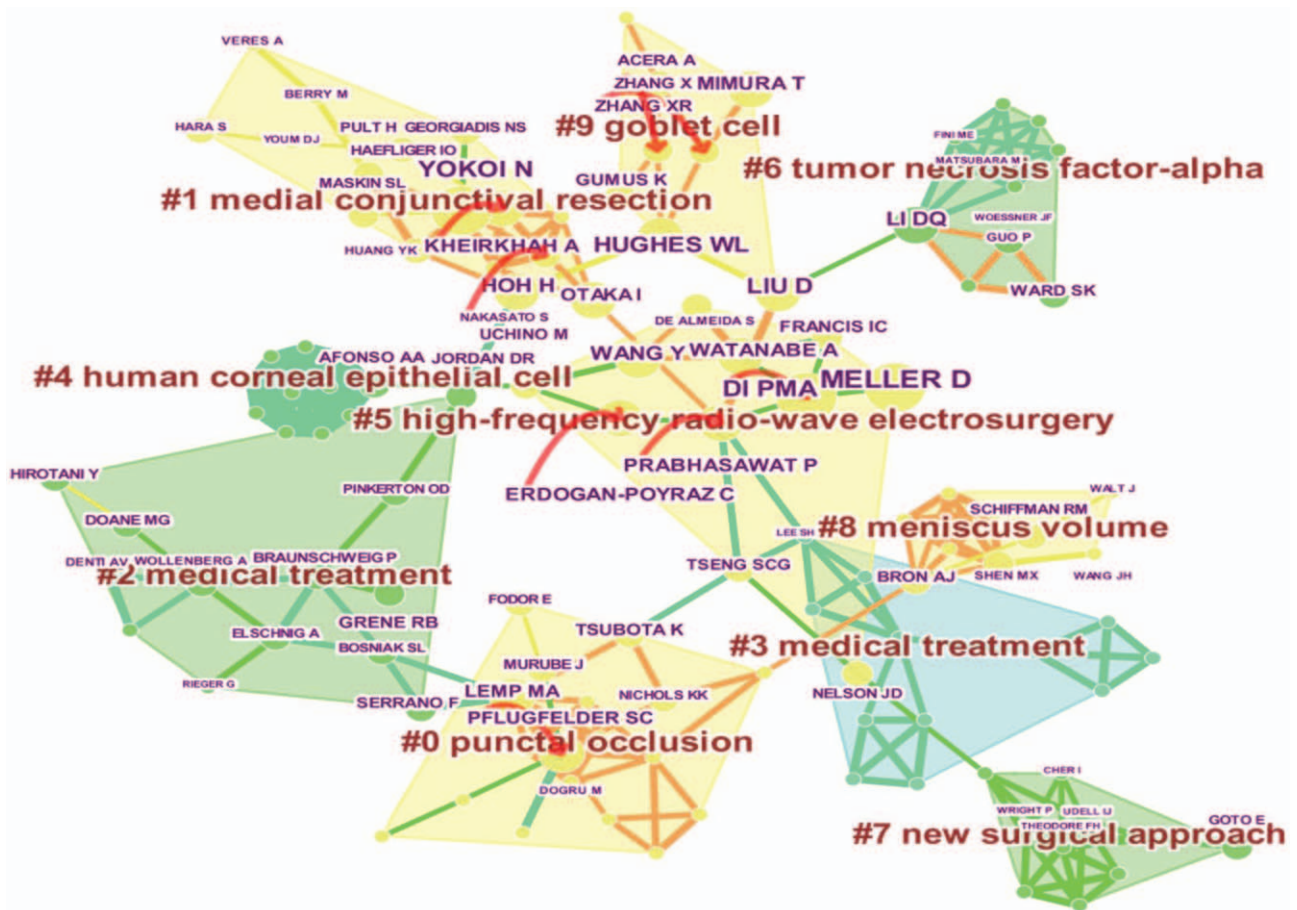 VERES A
ACERA A
ZHANG X
MIMURA T
BERRY M
ZHANG XR
HARA S
YOUM DJ
PULT H
GEORGIADIS NS
#9 goblet cell
FINI ME
HAEFLIGER IO
MATSUBARA M
YOKOI N
#6 tumor necrosis factor-alpha
MASKIN SL
GUMUS K
#1 medial conjunctival resection
LI DQ
WOESSNER JF
HUANG YK
KHEIRKHAH A
HUGHES WL
GUO P
HOH H
OTAKA I
LIU D
WARD SK
NAKASATO S
UCHINO M
DE ALMEIDA S
FRANCIS IC
AFONSO AA
JORDAN DR
WANG Y
WATANABE A
#4 human corneal epithelial cell
DI PMA
MELLER D
#5 high-frequency radio-wave electrosurgery
HIROTANI Y
PRABHASAWAT P
PINKERTON OD
ERDOGAN-POYRAZ C
WALT J
DOANE MG
SCHIFFMAN RM
LEE SH
#8 meniscus volume
DENTI AV
WOLLENBERG A
BRAUNSCHWEIG P
TSENG SCG
BRON AJ
SHEN MX
WANG JH
#2 medical treatment
FODOR E
GRENE RB
TSUBOTA K
ELSCHNIG A
BOSNIAK SL
#3 medical treatment
MURUBE J
RIEGER G
LEMP MA
NICHOLS KK
NELSON JD
SERRANO F
PFLUGFELDER SC
#0 punctal occlusion
CHER I
DOGRU M
WRIGHT P
UDELL IJ
GOTO E
THEODORE FH
#7 new surgical approach